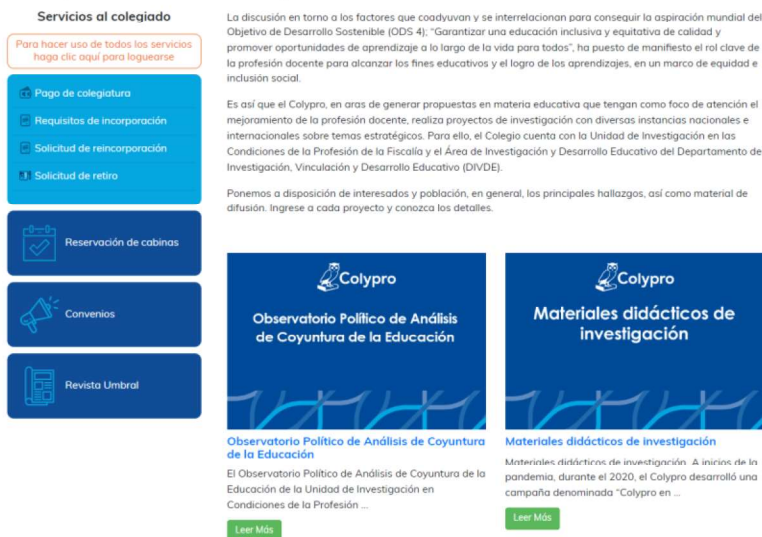 Servicios al colegiado
Para hacer uso de todos los servicios
haga clic aquí para loguearse
Pago de colegiatura
Requisitos de incorporación
Solicitud de reincorporación
Solicitud de retiro
Reservación de cabinas
Convenios
Revista Umbral
La discusión en torno a los factores que coadyuvan y se interrelacionan para conseguir la aspiración mundial del
Objetivo de Desarrollo Sostenible (ODS 4); "Garantizar una educación inclusiva y equitativa de calidad y
promover oportunidades de aprendizaje a lo largo de la vida para todos", ha puesto de manifiesto el rol clave de
la profesión docente para alcanzar los fines educativos y el logro de los aprendizajes, en un marco de equidad e
inclusión social.
Es así que el Colypro, en aras de generar propuestas en materia educativa que tengan como foco de atención el
mejoramiento de la profesión docente, realiza proyectos de investigación con diversas instancias nacionales e
internacionales sobre temas estratégicos. Para ello, el Colegio cuenta con la Unidad de Investigación en las
Condiciones de la Profesión de la Fiscalía y el Área de Investigación y Desarrollo Educativo del Departamento de
Investigación, Vinculación y Desarrollo Educativo (DIVDE).
Ponemos a disposición de interesados y población, en general, los principales hallazgos, así como material de
difusión. Ingrese a cada proyecto y conozca los detalles.
Colypro
Observatorio Político de Análisis
de Coyuntura de la Educación
Observatorio Político de Análisis de Coyuntura
de la Educación
El Observatorio Político de Análisis de Coyuntura de la
Educación de la Unidad de Investigación en
Condiciones de la Profesión ...
Leer Más
Colypro
Materiales didácticos de
investigación
Materiales didácticos de investigación
Materiales didácticos de investigación A inicios de la
pandemia, durante el 2020, el Colypro desarrolló una
campaña denominada "Colypro en ...
Leer Más